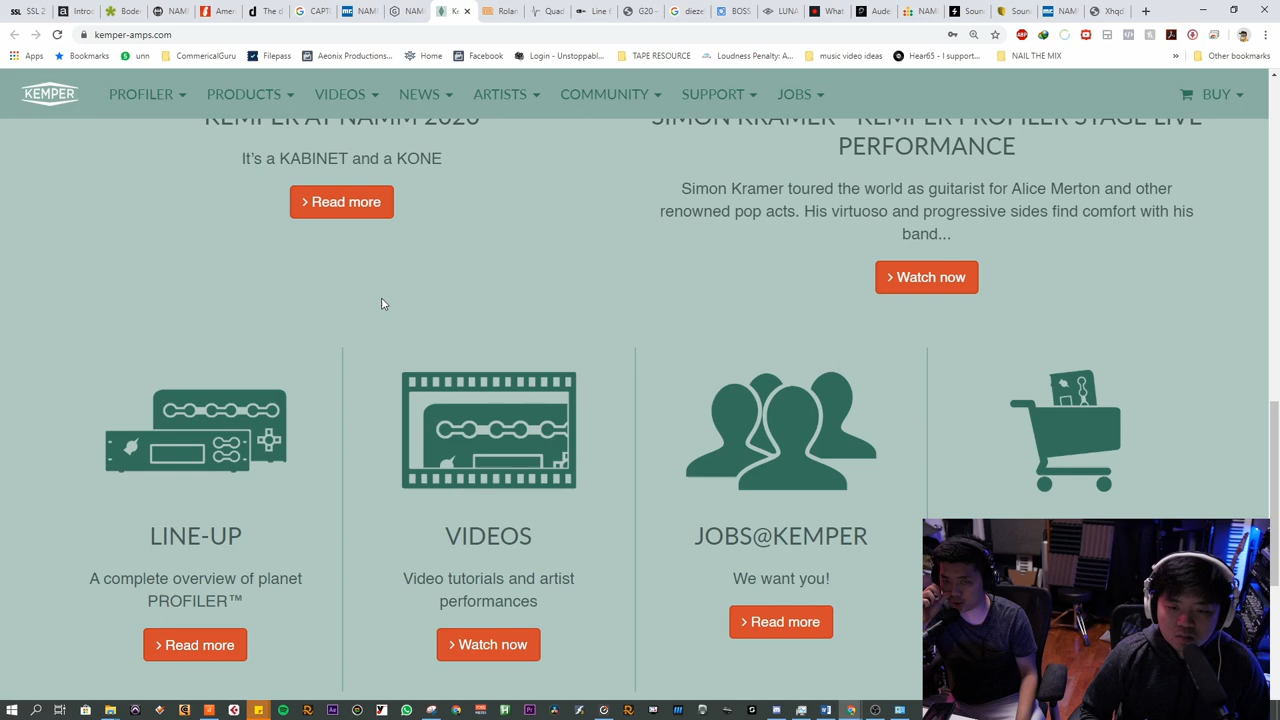 SSL 2
Introd
Bode
NAM
Amer
The d
CAPT
NAM
NAM
Ke
Rolan
Quad
Line 6
G20 -
dieze
BOSS
LUNA
What
Aude
NAM
Soun
Soun
NAM
Xhqd
kemper-amps.com
Apps
Bookmarks
unn
CommericalGuru
Filepass
Aeonix Productions...
Home
Facebook
Login - Unstoppabl...
TAPE RESOURCE
Loudness Penalty: A...
music video ideas
Hear65 - I support...
NAIL THE MIX
Other bookmarks
KEMPER
PROFILER
PRODUCTS
VIDEOS
NEWS
ARTISTS
COMMUNITY
SUPPORT
JOBS
BUY
KEMPER AT NAMM 2020
It's a KABINET and a KONE
Read more
SIMON KRAMER - KEMPER PROFILER STAGE LIVE
PERFORMANCE
Simon Kramer toured the world as guitarist for Alice Merton and other
renowned pop acts. His virtuoso and progressive sides find comfort with his
band...
Watch now
LINE-UP
A complete overview of planet
PROFILER™
Read more
VIDEOS
Video tutorials and artist
performances
Watch now
JOBS@KEMPER
We want you!
Read more